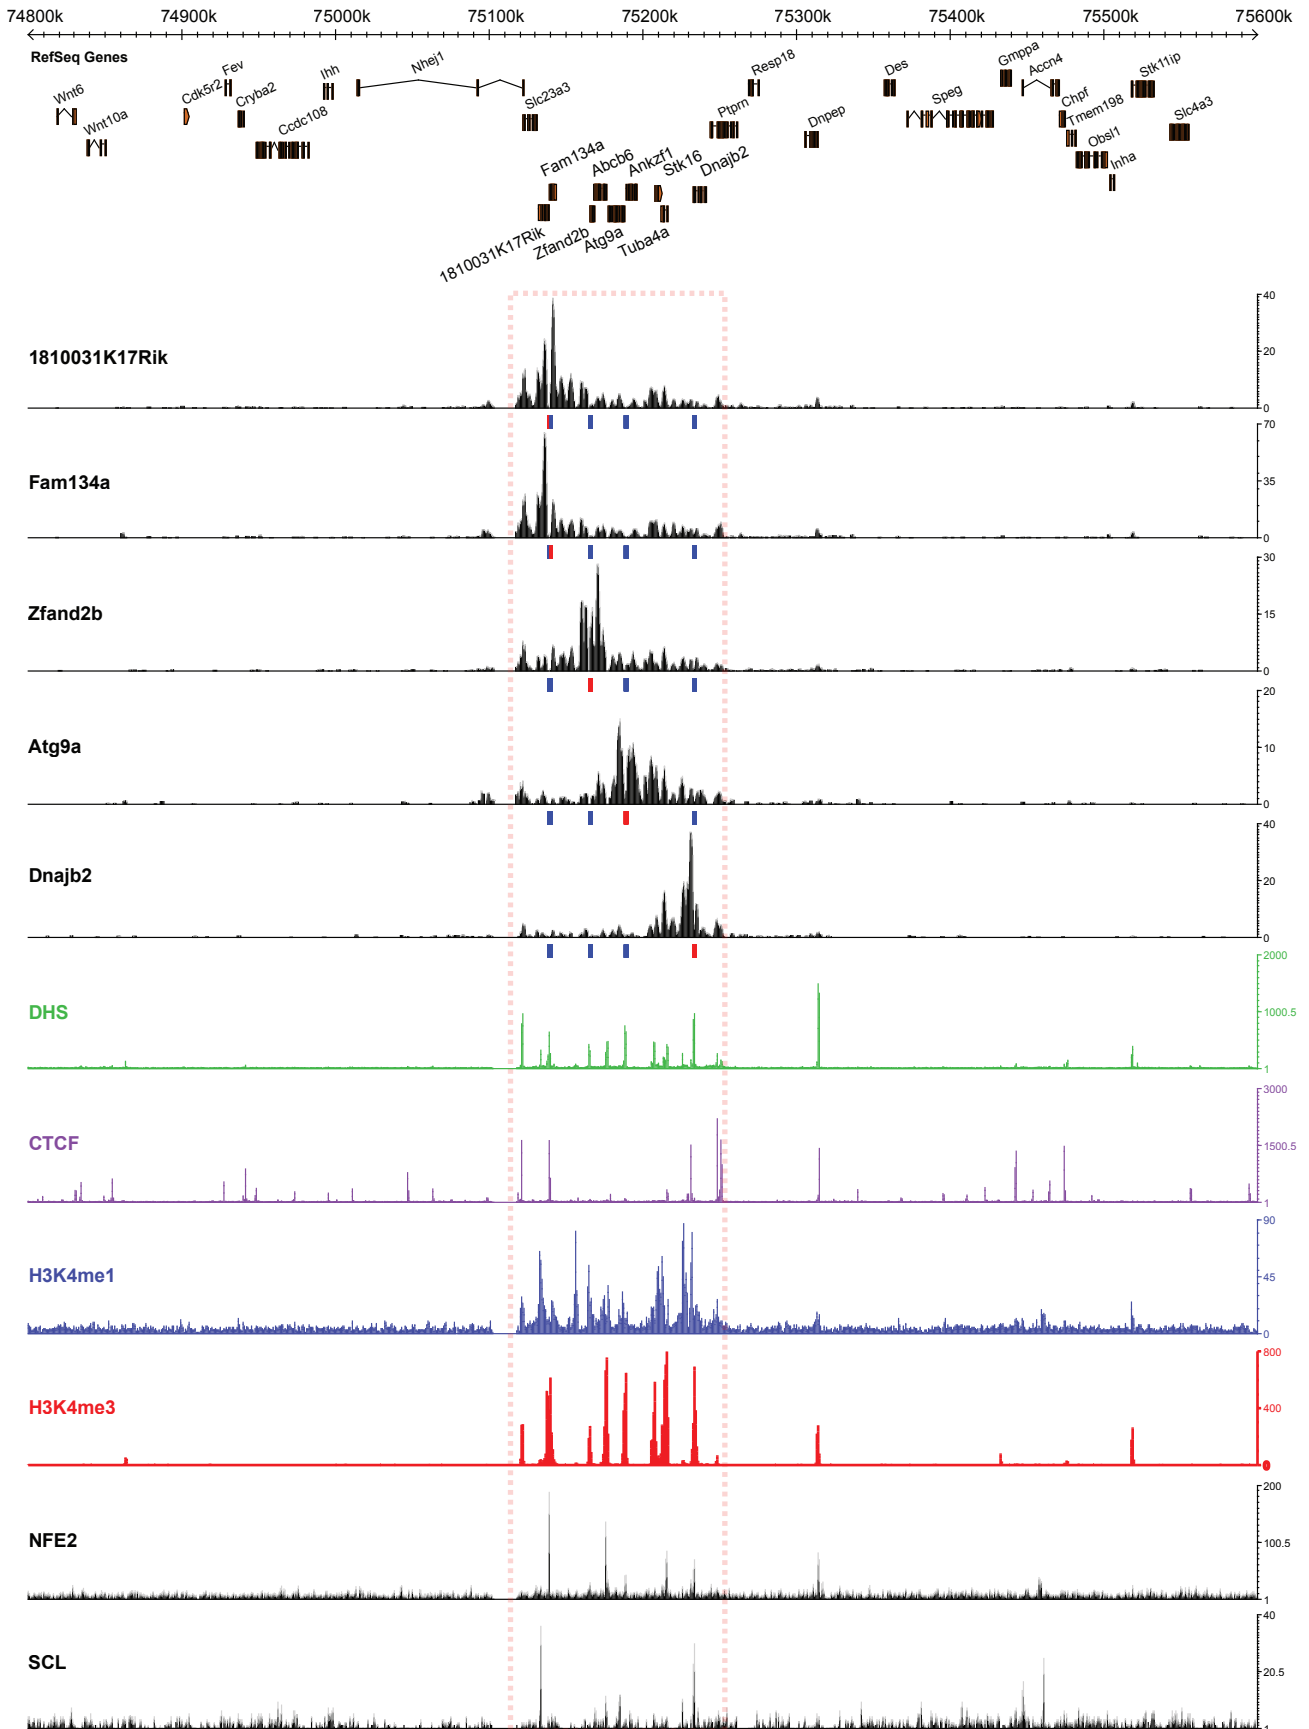 74800k 74900k 75000k 75100k 75200k 75300k 75400k 75500k 75600k
RefSeq Genes
Wnt6 Cdk5r2 Fev Ihh Nhej1 Resp18 Des Gmppa Accn4 Stk11ip
Wnt10a Cryba2 Ccdc108 Slc23a3 Ptprn Dnpep Speg Chpf Tmem198 Obsl1 Inha Slc4a3
Fam134a Abcb6 Ankzf1 Stk16 Dnajb2
1810031K17Rik Zfand2b Atg9a Tuba4a
40
1810031K17Rik
20
0
70
Fam134a
35
0
30
Zfand2b
15
0
20
Atg9a
10
0
40
Dnajb2
20
0
2000
DHS
1000.5
1
3000
CTCF
1500.5
1
90
H3K4me1
45
0
800
H3K4me3
400
0
200
NFE2
100.5
1
40
SCL
20.5
1